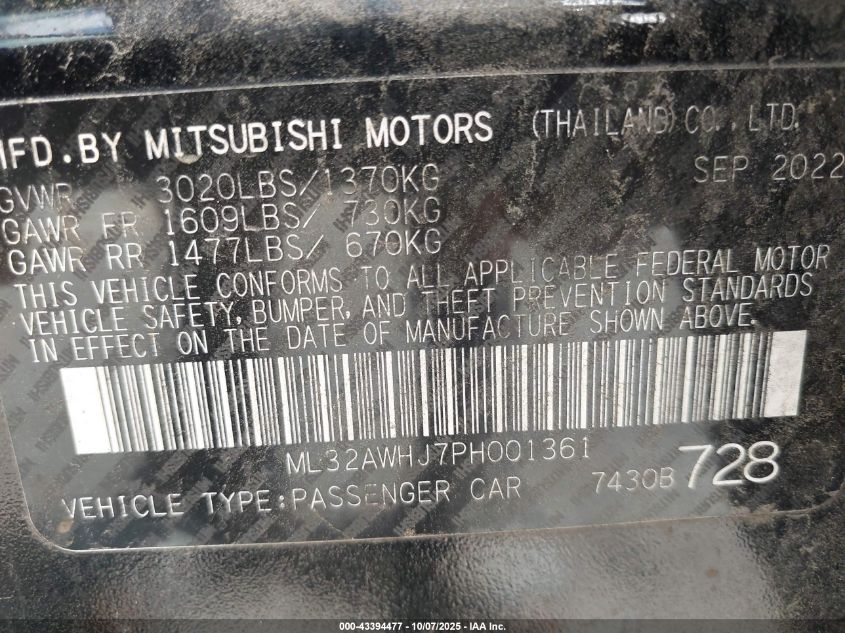 MFD.BY MITSUBISHI MOTORS (THAILAND) CO., LTD.
GVWR 3020LBS/1370KG SEP 2022
GAWR FR 1609LBS/ 730KG
GAWR RR 1477LBS/ 670KG
THIS VEHICLE CONFORMS TO ALL APPLICABLE FEDERAL MOTOR
VEHICLE SAFETY, BUMPER, AND THEFT PREVENTION STANDARDS
IN EFFECT ON THE DATE OF MANUFACTURE SHOWN ABOVE.
ML32AWHJ7PH001361
VEHICLE TYPE:PASSENGER CAR 7430B 728
000-43394477 - 10/07/2025 - IAA Inc.